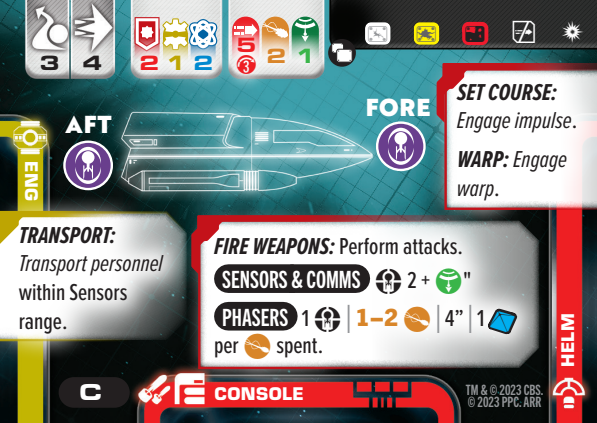 3 4
2 1 2
5 2 1
3
AFT
FORE
ENG
SET COURSE:
Engage impulse.
WARP: Engage
warp.
TRANSPORT:
Transport personnel
within Sensors
range.
FIRE WEAPONS: Perform attacks.
SENSORS & COMMS 2 + "
PHASERS 1 | 1–2 | 4" | 1
per spent.
HELM
C
CONSOLE
TM & © 2023 CBS.
© 2023 PPC. ARR